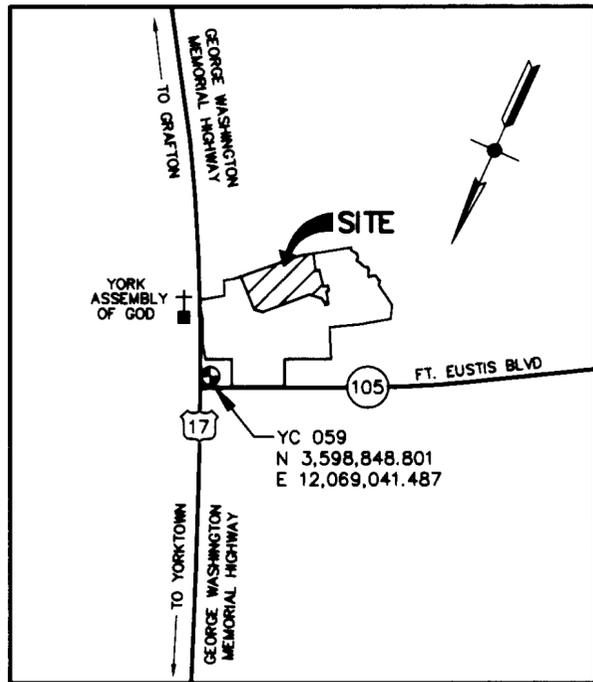 TO GRAFTON
GEORGE WASHINGTON
MEMORIAL HIGHWAY
SITE
YORK
ASSEMBLY
OF GOD
FT. EUSTIS BLVD
105
17
YC 059
N 3,598,848.801
E 12,069,041.487
TO YORKTOWN
GEORGE WASHINGTON
MEMORIAL HIGHWAY